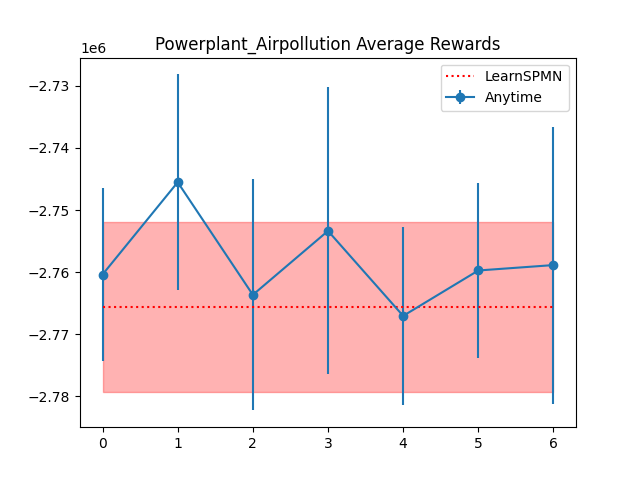 Powerplant_Airpollution Average Rewards
1e6
LearnSPMN
Anytime
−2.73
−2.74
−2.75
−2.76
−2.77
−2.78
0 1 2 3 4 5 6